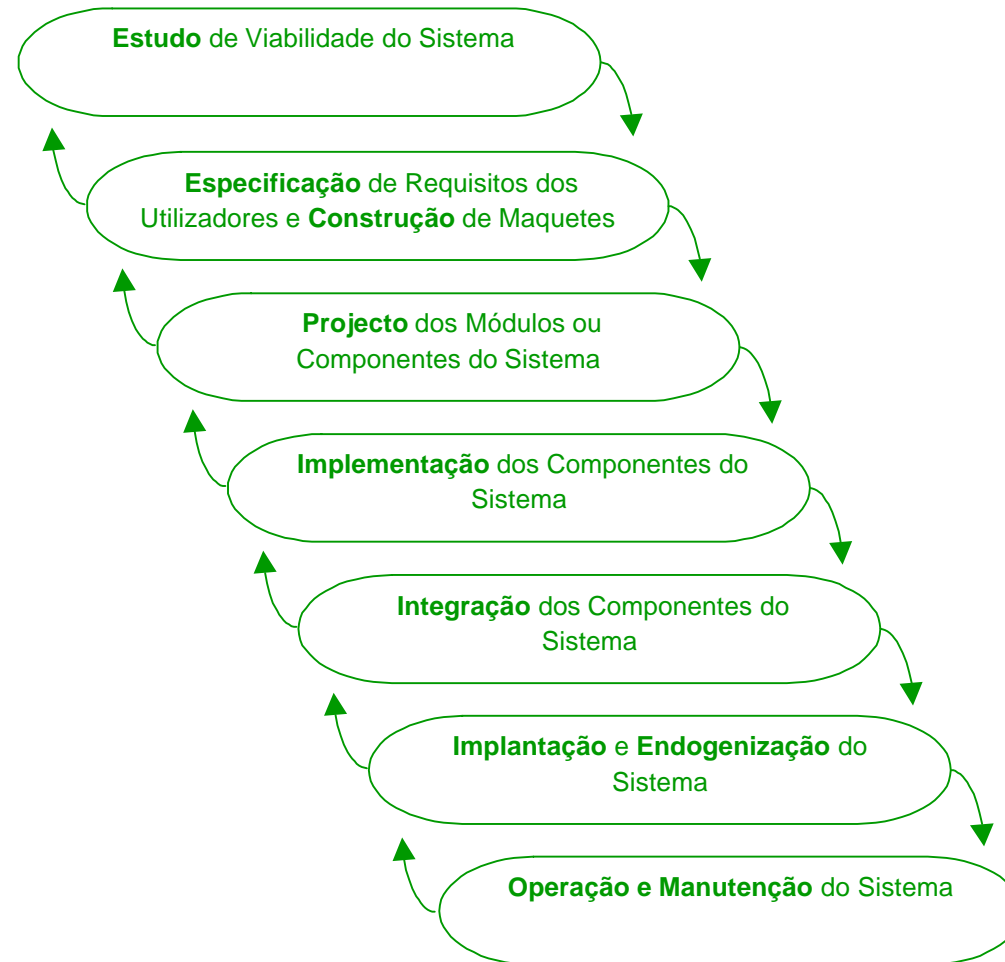 Estudo de Viabilidade do Sistema
Especificação de Requisitos dos
Utilizadores e Construção de Maquetes
Projecto dos Módulos ou
Componentes do Sistema
Implementação dos Componentes do
Sistema
Integração dos Componentes do
Sistema
Implantação e Endogenização do
Sistema
Operação e Manutenção do Sistema